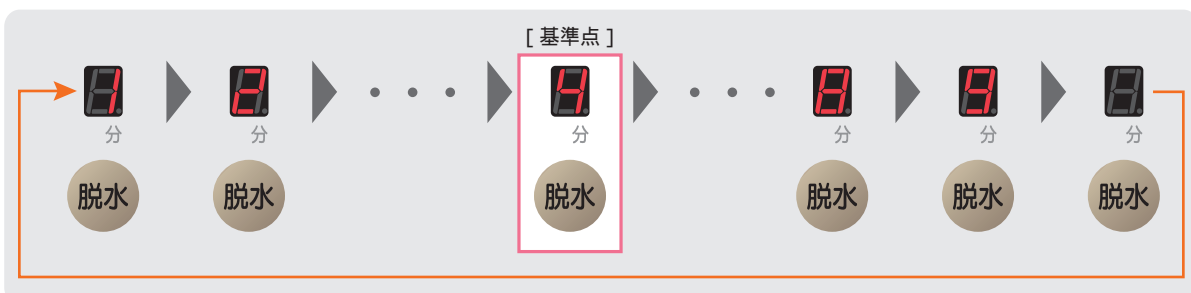 [ 基準点 ]
1 2 4 8 9
分 分 分 分 分 分
脱水 脱水 脱水 脱水 脱水 脱水